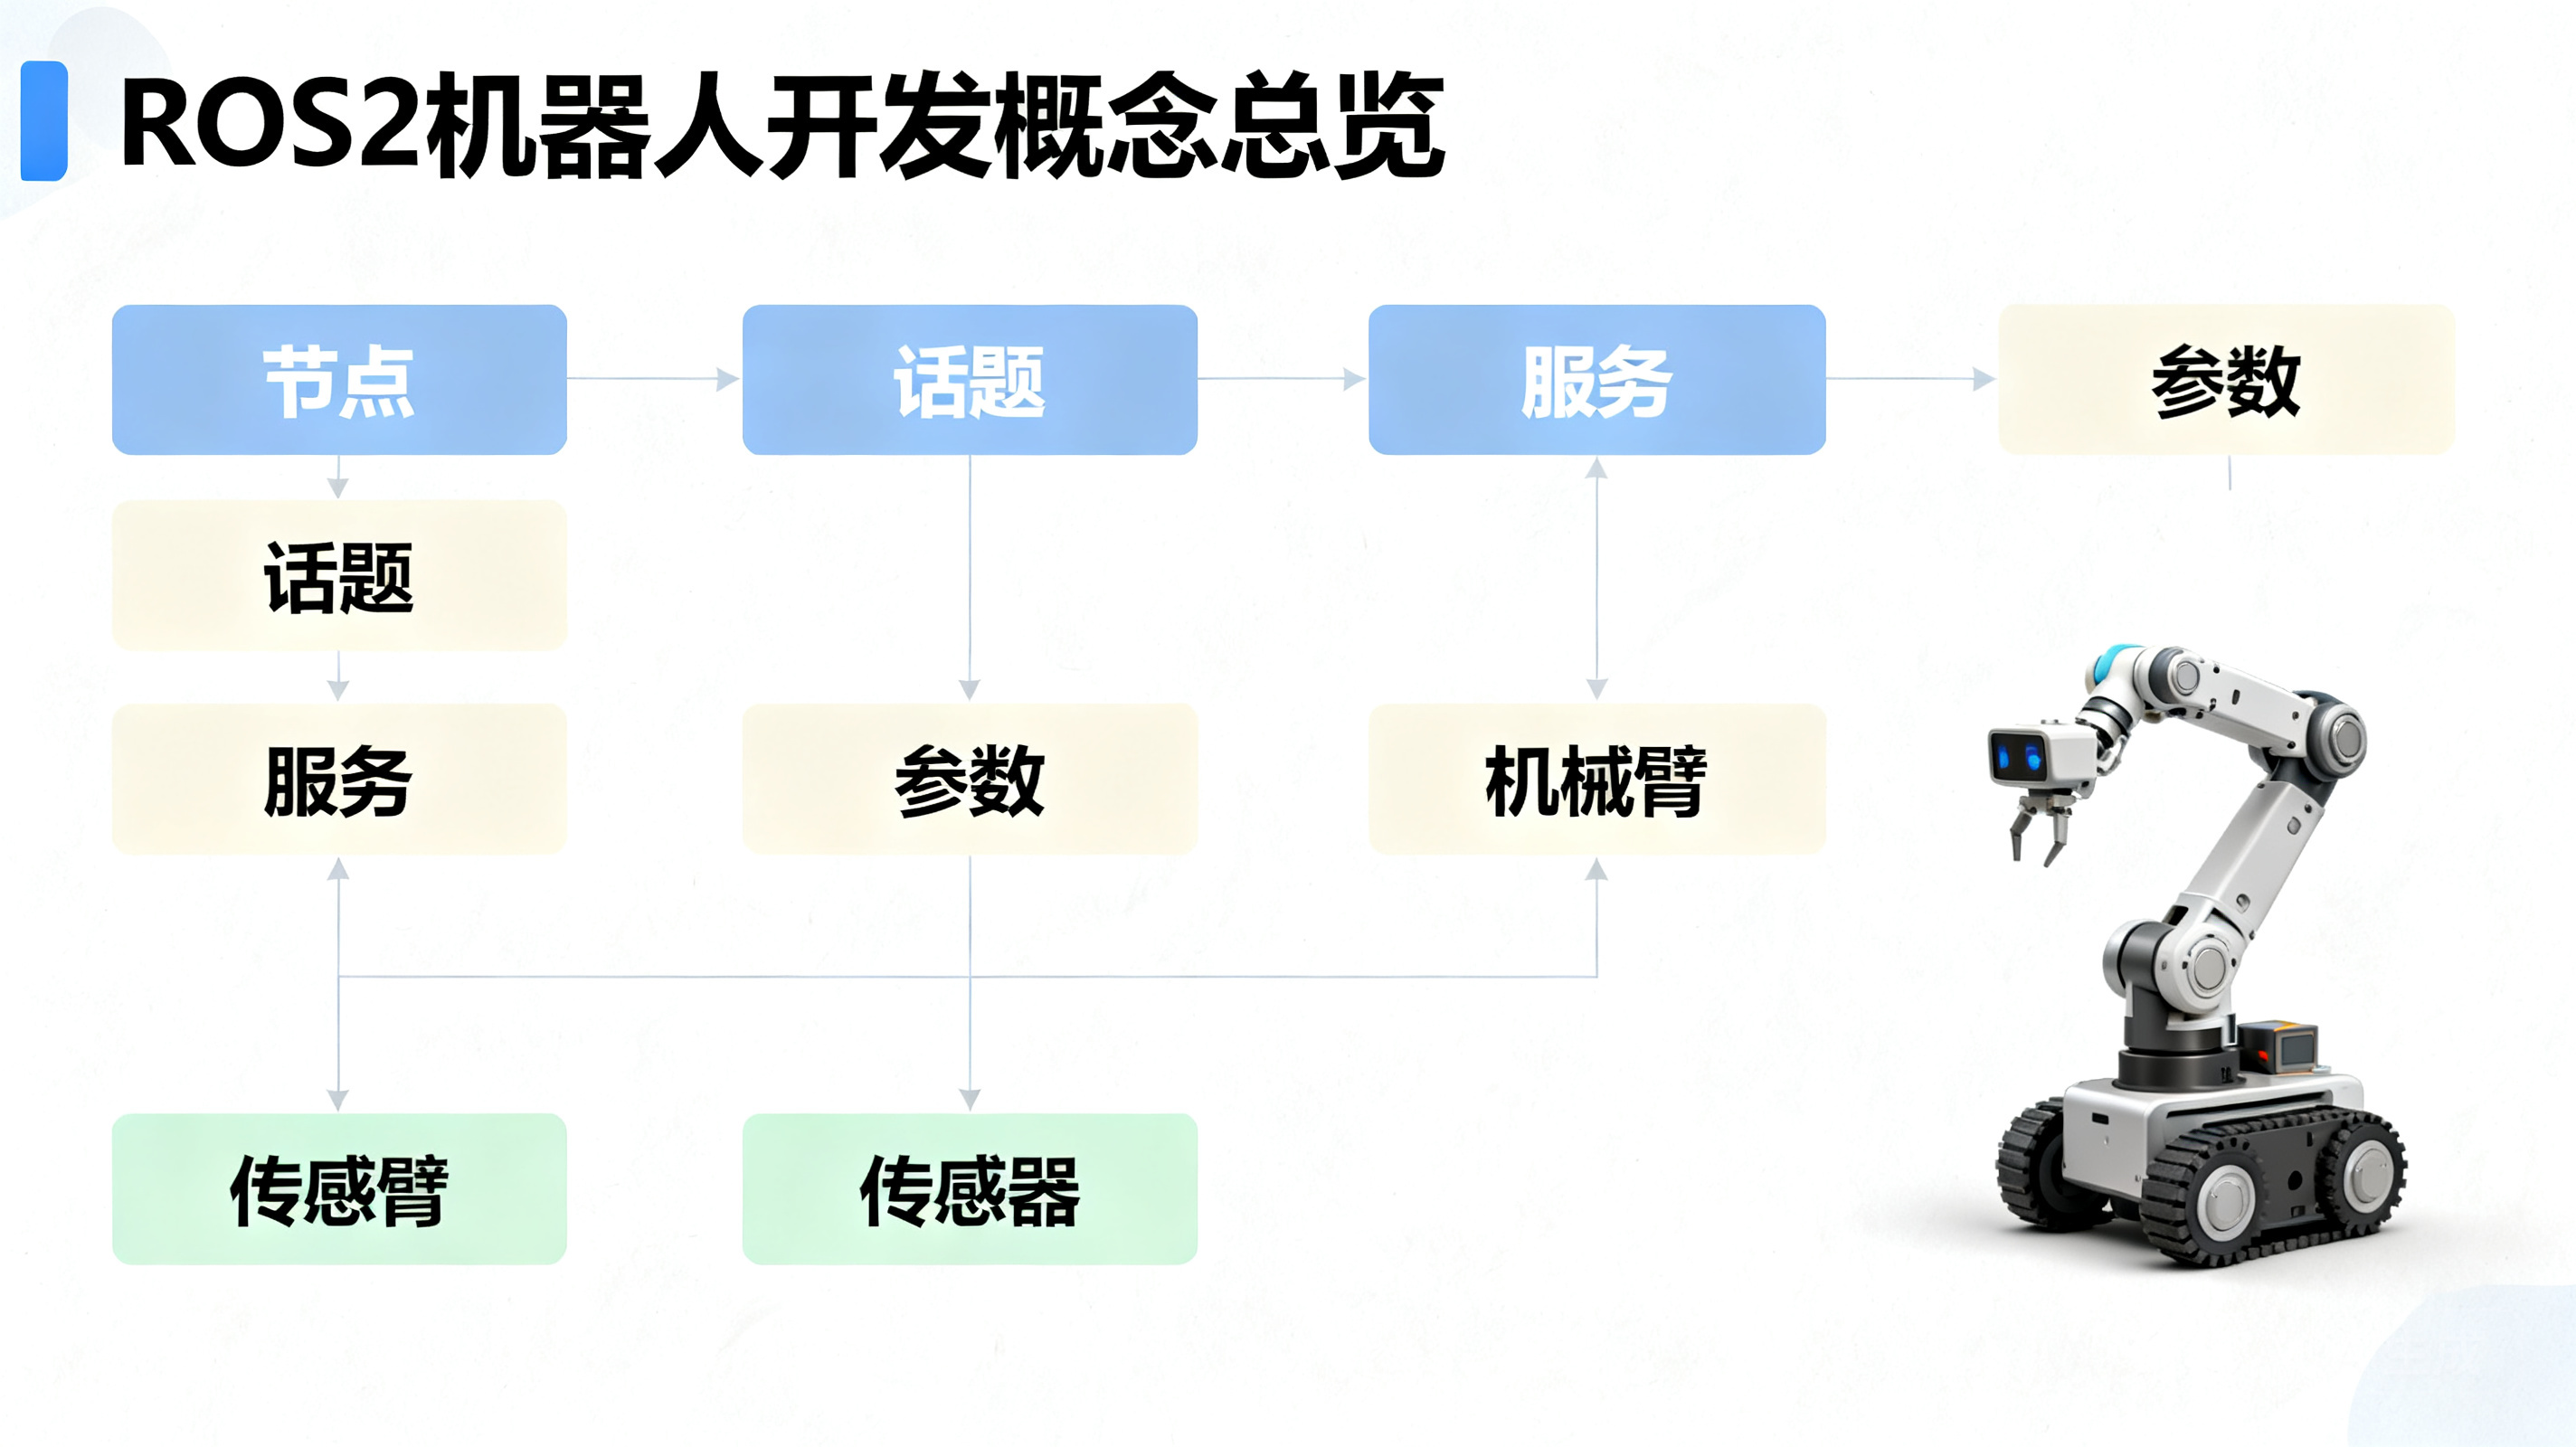 ROS2机器人开发概念总览
节点
话题
服务
参数
话题
服务
参数
机械臂
传感臂
传感器